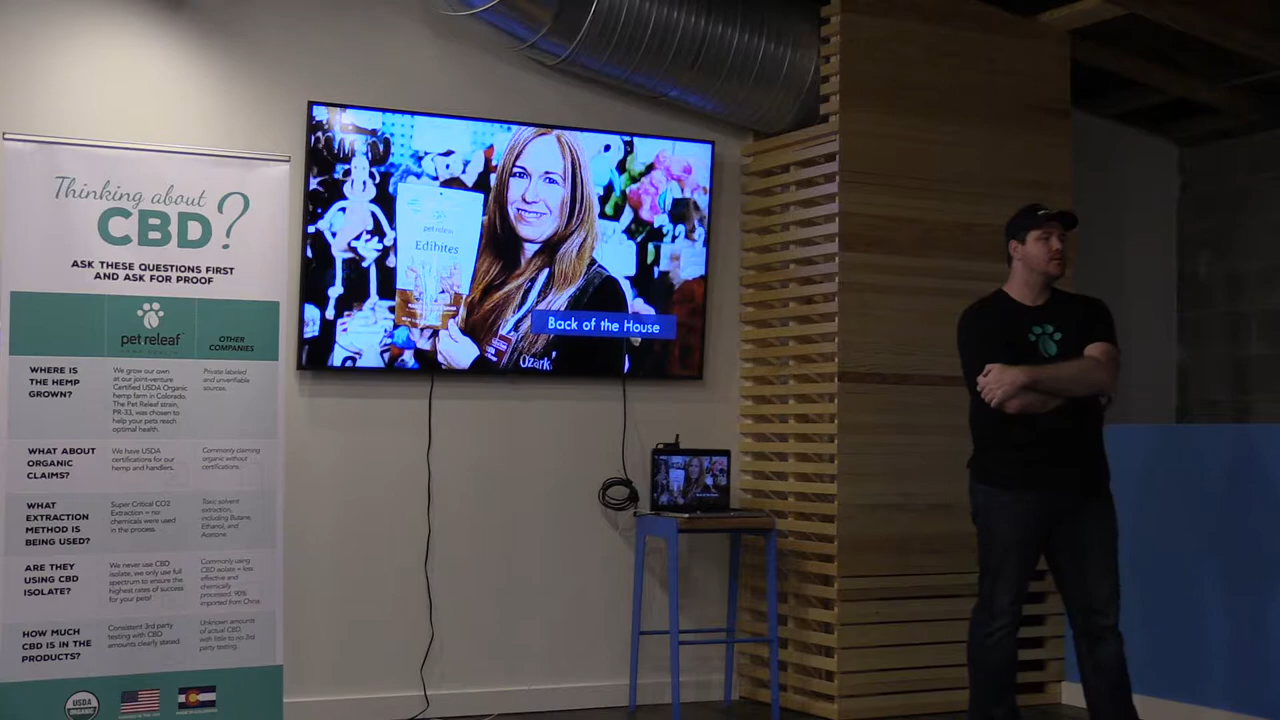 Thinking about
CBD?
ASK THESE QUESTIONS FIRST
AND ASK FOR PROOF
pet releaf
OTHER
COMPANIES
WHERE IS
THE HEMP
GROWN?
We grow our own
at our joint-venture
Certified USDA Organic
hemp farm in Colorado.
The Pet Releaf strain,
PR-33, was chosen to
help your pets reach
optimal health.
Private labeled
and unverifiable
sources.
WHAT ABOUT
ORGANIC
CLAIMS?
We have USDA
certifications for our
hemp and handlers.
Commonly claiming
organic without
certifications.
WHAT
EXTRACTION
METHOD IS
BEING USED?
Super Critical CO2
Extraction = no
chemicals were used
in the process.
Toxic solvent
extraction,
including Butane,
Ethanol, and
Acetone.
ARE THEY
USING CBD
ISOLATE?
We never use CBD
isolate, we only use full
spectrum to ensure the
highest rates of success
for your pets!
Commonly using
CBD isolate = less
effective and
chemically
processed. 90%
imported from China.
HOW MUCH
CBD IS IN THE
PRODUCTS?
Consistent 3rd party
testing with CBD
amounts clearly stated.
Unknown amounts
of actual CBD,
with little to no 3rd
party testing.
USDA
ORGANIC
pet releaf
Edibites
Back of the House
Ozark